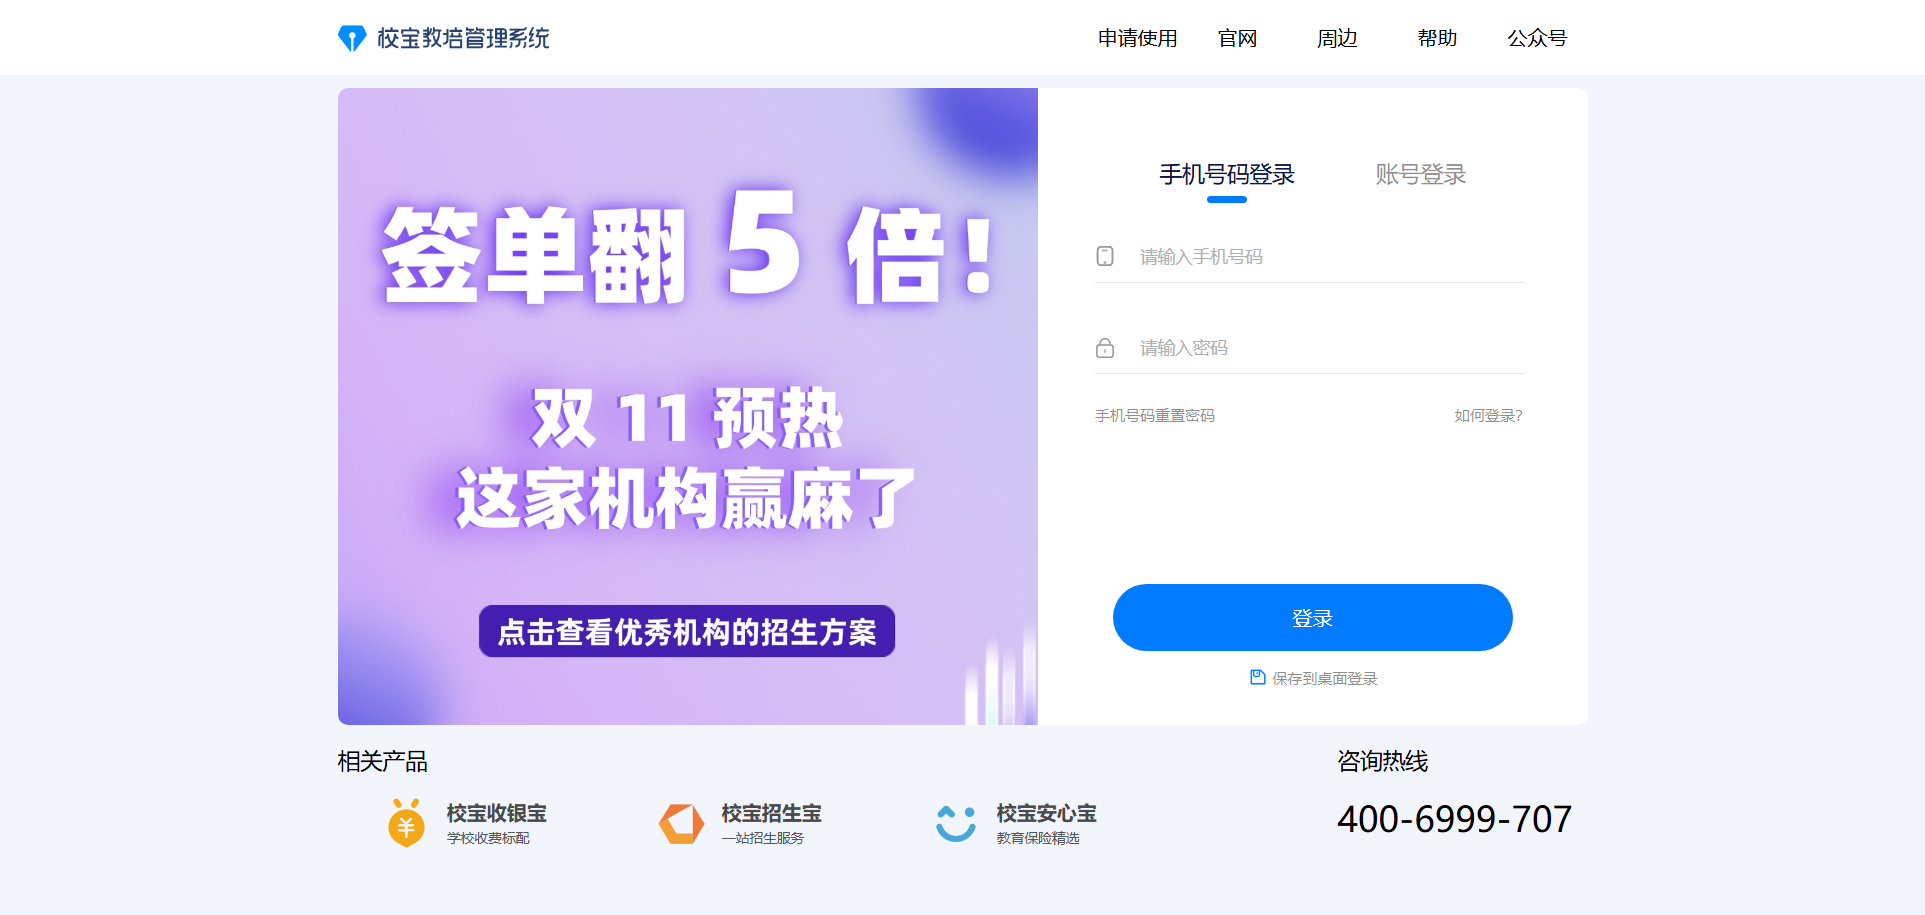 校宝教培管理系统
申请使用 官网 周边 帮助 公众号
签单翻 5 倍!
双 11 预热
这家机构赢麻了
点击查看优秀机构的招生方案
手机号码登录 账号登录
请输入手机号码
请输入密码
手机号码重置密码 如何登录?
登录
保存到桌面登录
相关产品
校宝收银宝
学校收费标配
校宝招生宝
一站招生服务
校宝安心宝
教育保险精选
咨询热线
400-6999-707